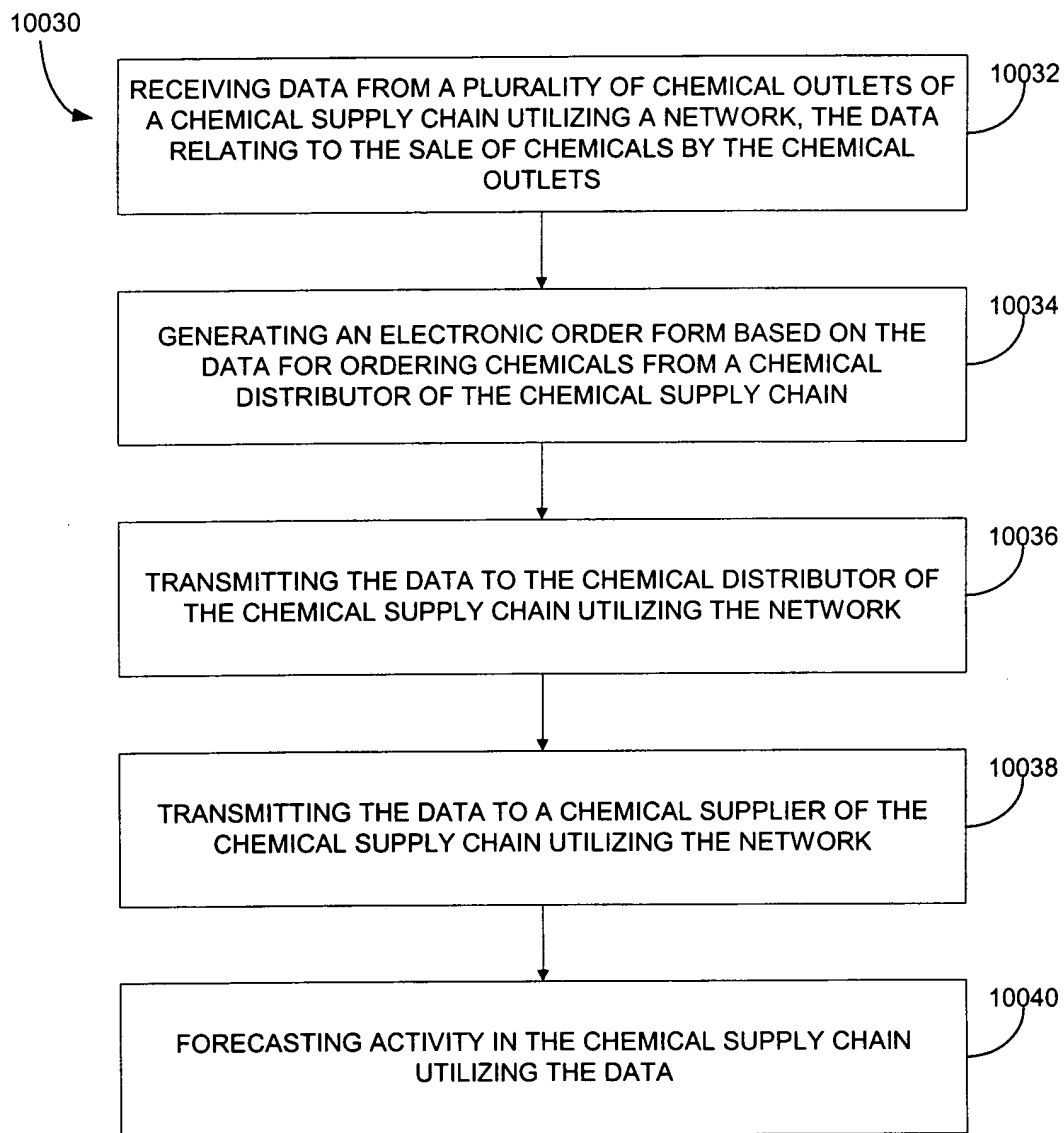 10030
10032
RECEIVING DATA FROM A PLURALITY OF CHEMICAL OUTLETS OF
A CHEMICAL SUPPLY CHAIN UTILIZING A NETWORK, THE DATA
RELATING TO THE SALE OF CHEMICALS BY THE CHEMICAL
OUTLETS
10034
GENERATING AN ELECTRONIC ORDER FORM BASED ON THE
DATA FOR ORDERING CHEMICALS FROM A CHEMICAL
DISTRIBUTOR OF THE CHEMICAL SUPPLY CHAIN
10036
TRANSMITTING THE DATA TO THE CHEMICAL DISTRIBUTOR OF
THE CHEMICAL SUPPLY CHAIN UTILIZING THE NETWORK
10038
TRANSMITTING THE DATA TO A CHEMICAL SUPPLIER OF THE
CHEMICAL SUPPLY CHAIN UTILIZING THE NETWORK
10040
FORECASTING ACTIVITY IN THE CHEMICAL SUPPLY CHAIN
UTILIZING THE DATA